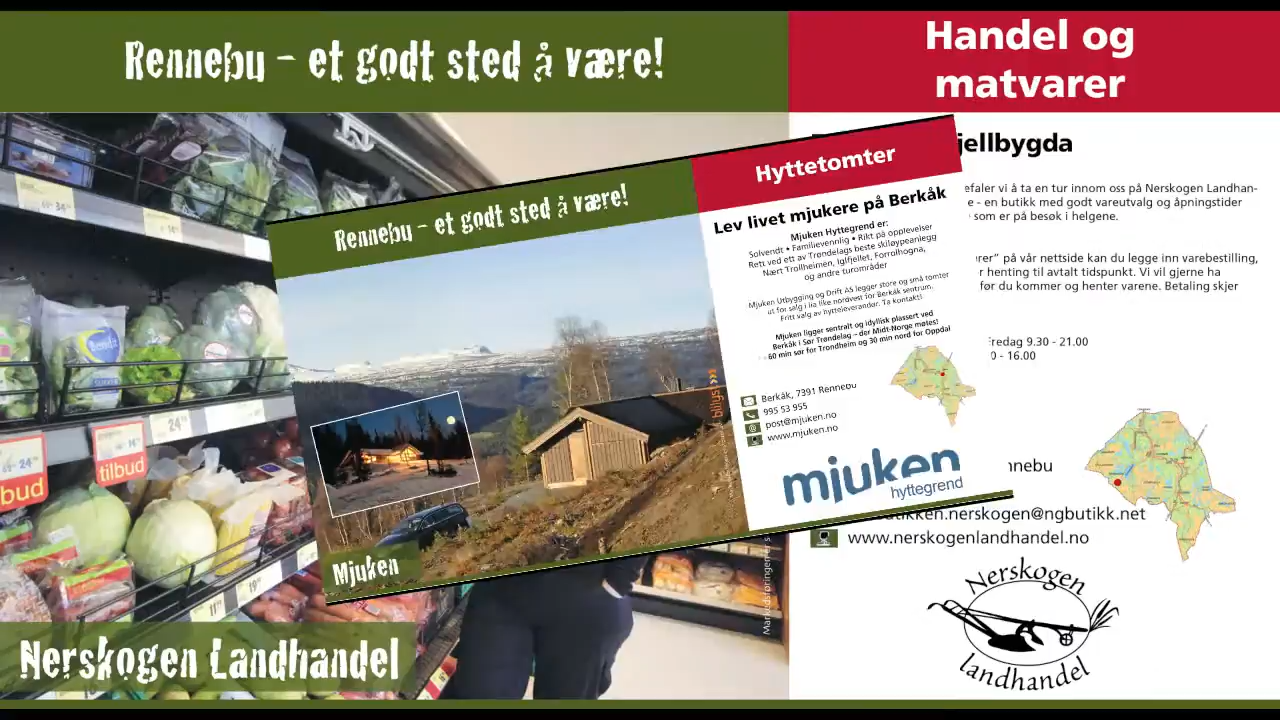 Rennebu – et godt sted å være!
Handel og
matvarer
jellbygda
efaler vi å ta en tur innom oss på Nerskogen Landhan-
e - en butikk med godt vareutvalg og åpningstider
som er på besøk i helgene.
rer” på vår nettside kan du legge inn varebestilling,
r henting til avtalt tidspunkt. Vi vil gjerne ha
før du kommer og henter varene. Betaling skjer
Fredag 9.30 - 21.00
0 - 16.00
nnebu
utikken.nerskogen@ngbutikk.net
www.nerskogenlandhandel.no
Nerskogen
landhandel
Nerskogen Landhandel
tilbud
bud
24
Rennebu – et godt sted å være!
Hyttetomter
Lev livet mjukere på Berkåk
Mjuken Hyttegrend er:
Solvendt • Familievennlig • Rikt på opplevelser
Rett ved ett av Trøndelags beste skiløypeanlegg
Nært Trollheimen, Iglfjellet, Forrolhogna,
og andre turområder
Mjuken Utbygging og Drift AS legger store og små tomter
ut for salg i lia like nordvest for Berkåk sentrum.
Fritt valg av hytteleverandør. Ta kontakt!
Mjuken ligger sentralt og idyllisk plassert ved
Berkåk i Sør Trøndelag – der Midt-Norge møtes!
60 min sør for Trondheim og 30 min nord for Oppdal
Berkåk, 7391 Rennebu
995 53 955
post@mjuken.no
www.mjuken.no
mjuken
hyttegrend
blilyst
Mjuken